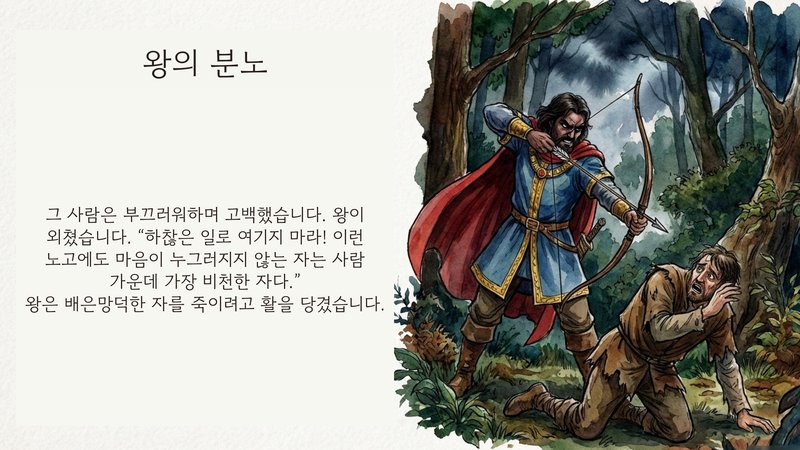 왕의 분노
그 사람은 부끄러워하며 고백했습니다. 왕이
외쳤습니다. “하찮은 일로 여기지 마라! 이런
노고에도 마음이 누그러지지 않는 자는 사람
가운데 가장 비천한 자다.”
왕은 배은망덕한 자를 죽이려고 활을 당겼습니다.